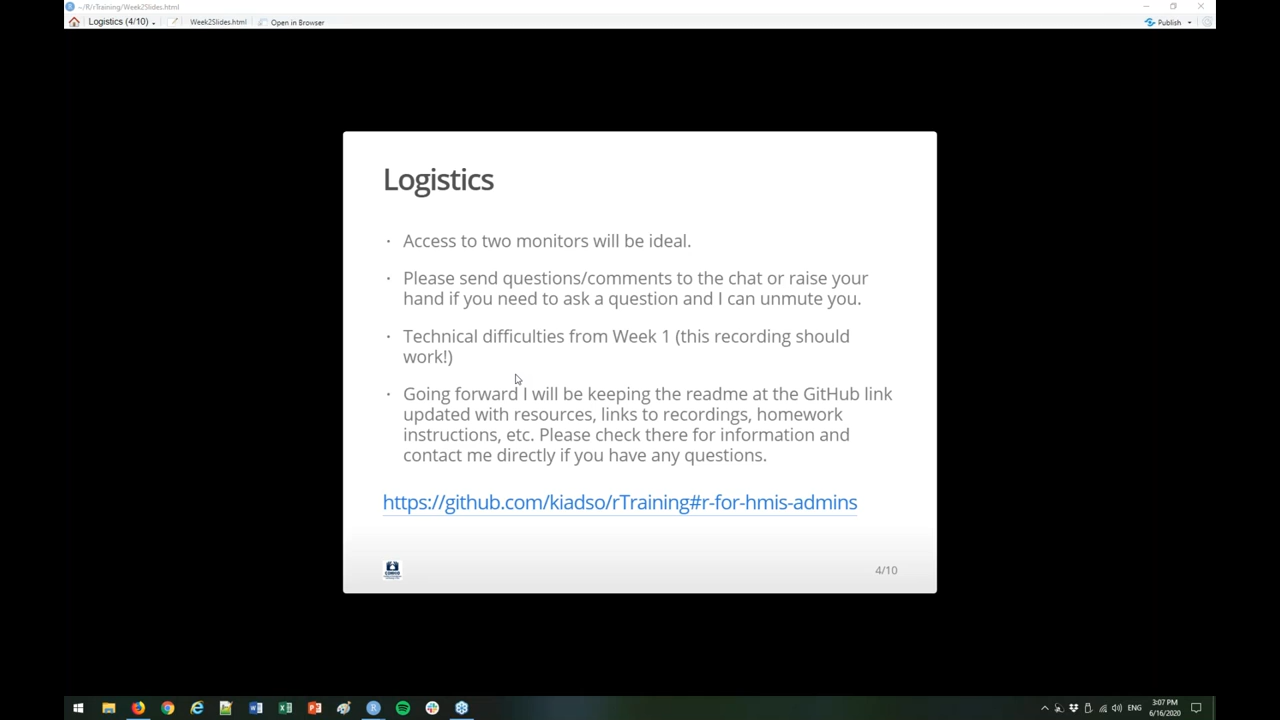 ~/R/rTraining/Week2Slides.html
Logistics (4/10)
Week2Slides.html
Open in Browser
Publish
Logistics
· Access to two monitors will be ideal.
· Please send questions/comments to the chat or raise your
hand if you need to ask a question and I can unmute you.
· Technical difficulties from Week 1 (this recording should
work!)
· Going forward I will be keeping the readme at the GitHub link
updated with resources, links to recordings, homework
instructions, etc. Please check there for information and
contact me directly if you have any questions.
https://github.com/kiadso/rTraining#r-for-hmis-admins
4/10
ENG
3:07 PM
6/16/2020